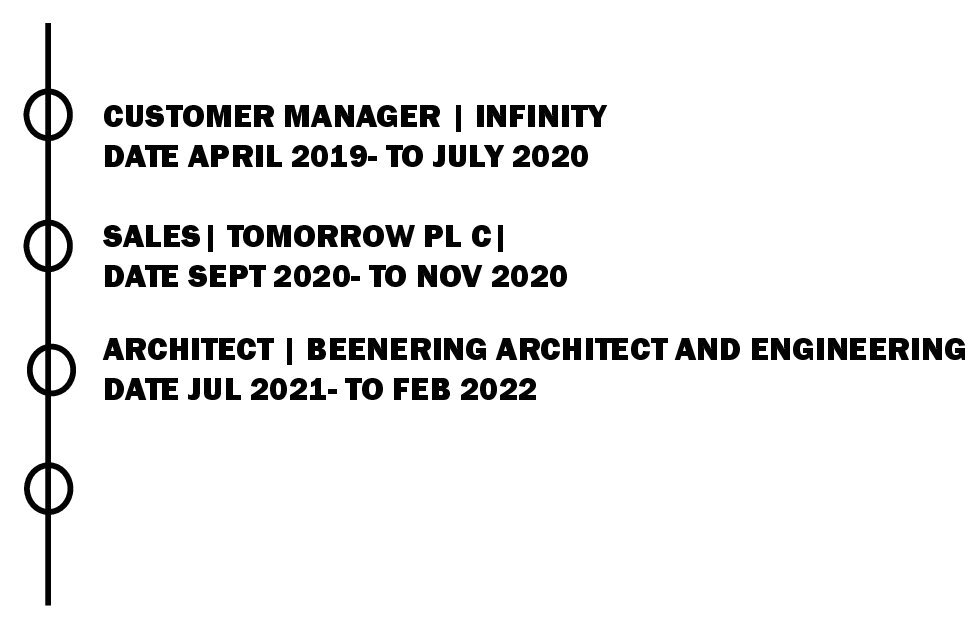 CUSTOMER MANAGER | INFINITY
DATE APRIL 2019- TO JULY 2020
SALES| TOMORROW PL C|
DATE SEPT 2020- TO NOV 2020
ARCHITECT | BEENERING ARCHITECT AND ENGINEERING
DATE JUL 2021- TO FEB 2022